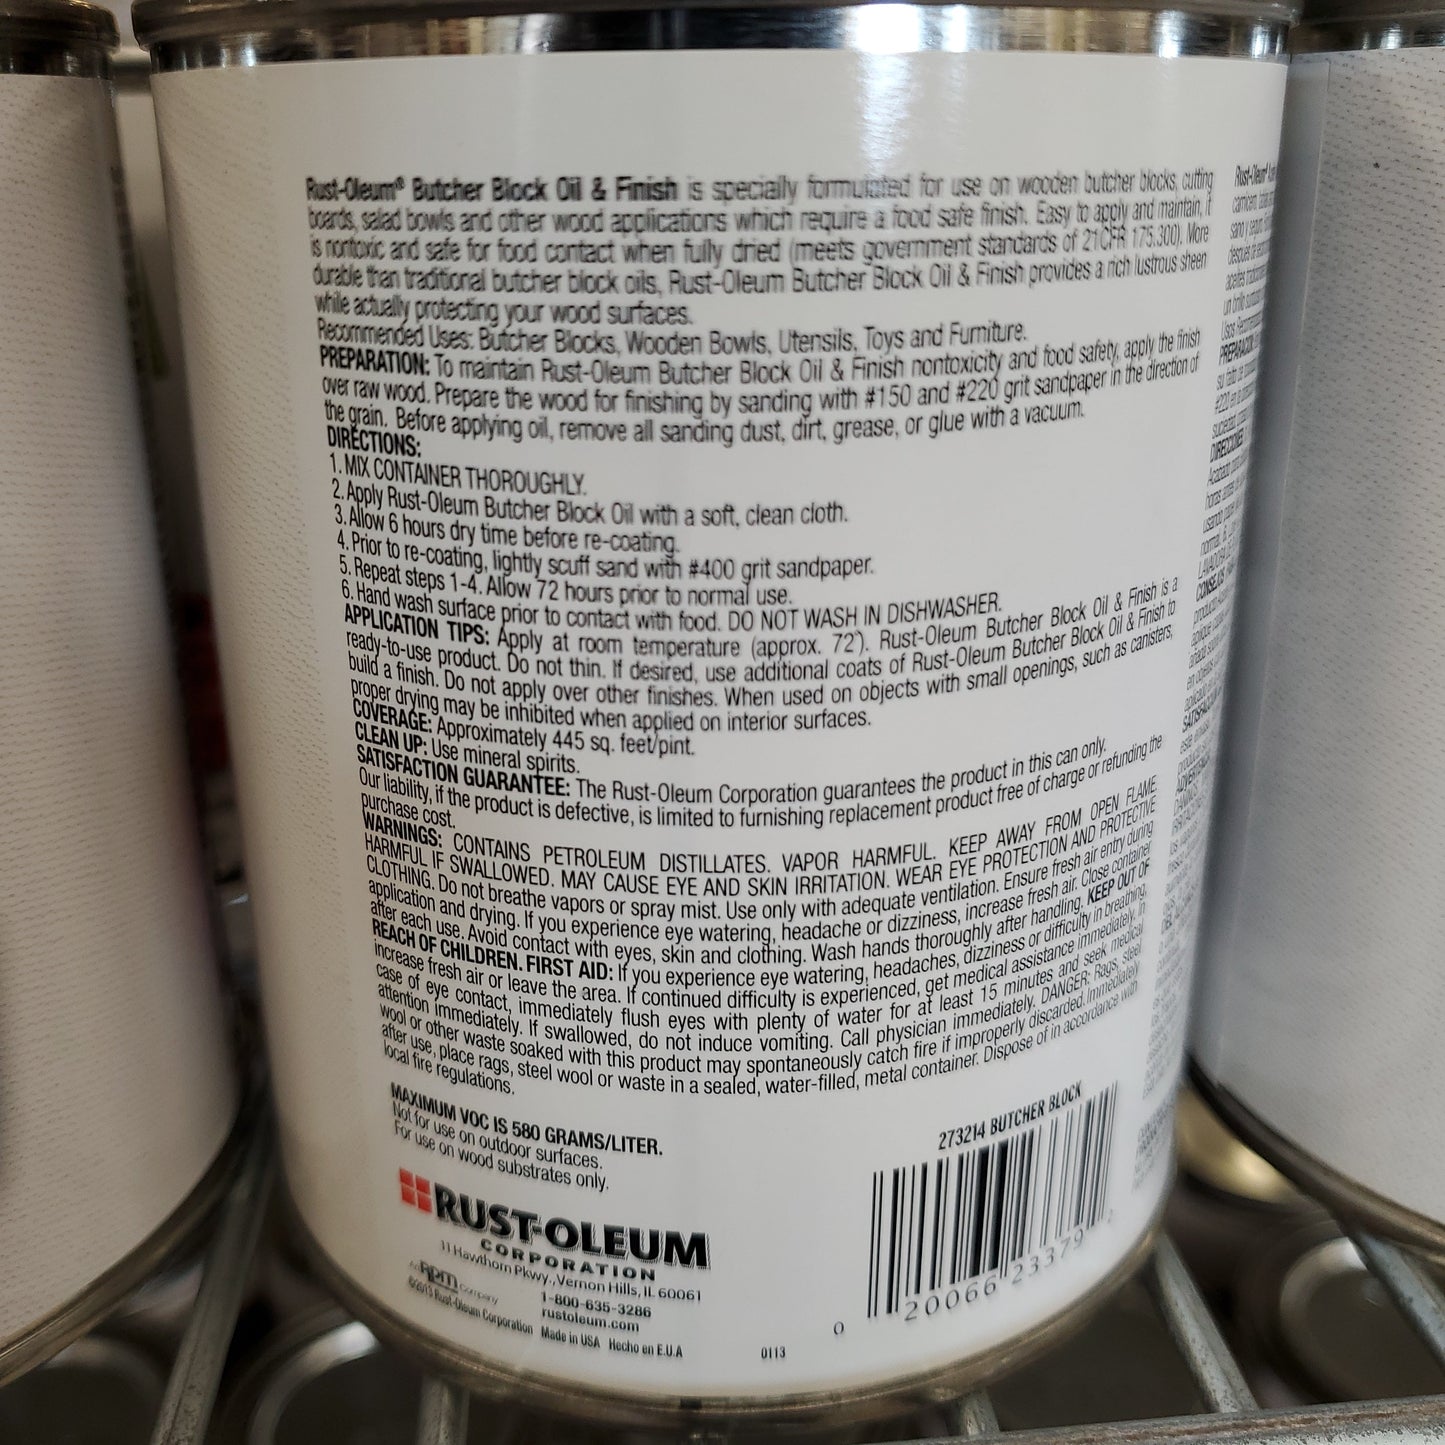 Rust-Oleum® Butcher Block Oil & Finish is specially formulated for use on wooden butcher blocks, cutting
boards, salad bowls and other wood applications which require a food safe finish. Easy to apply and maintain, it
is nontoxic and safe for food contact when fully dried (meets government standards of 21CFR 175.300). More
durable than traditional butcher block oils, Rust-Oleum Butcher Block Oil & Finish provides a rich lustrous sheen
while actually protecting your wood surfaces.
Recommended Uses: Butcher Blocks, Wooden Bowls, Utensils, Toys and Furniture.
PREPARATION: To maintain Rust-Oleum Butcher Block Oil & Finish nontoxicity and food safety, apply the finish
over raw wood. Prepare the wood for finishing by sanding with #150 and #220 grit sandpaper in the direction of
the grain. Before applying oil, remove all sanding dust, dirt, grease, or glue with a vacuum.
DIRECTIONS:
1. MIX CONTAINER THOROUGHLY.
2. Apply Rust-Oleum Butcher Block Oil with a soft, clean cloth.
3. Allow 6 hours dry time before re-coating.
4. Prior to re-coating, lightly scuff sand with #400 grit sandpaper.
5. Repeat steps 1-4. Allow 72 hours prior to normal use.
6. Hand wash surface prior to contact with food. DO NOT WASH IN DISHWASHER.
APPLICATION TIPS: Apply at room temperature (approx. 72°). Rust-Oleum Butcher Block Oil & Finish is a
ready-to-use product. Do not thin. If desired, use additional coats of Rust-Oleum Butcher Block Oil & Finish to
build a finish. Do not apply over other finishes. When used on objects with small openings, such as canisters,
proper drying may be inhibited when applied on interior surfaces.
COVERAGE: Approximately 445 sq. feet/pint.
CLEAN UP: Use mineral spirits.
SATISFACTION GUARANTEE: The Rust-Oleum Corporation guarantees the product in this can only.
Our liability, if the product is defective, is limited to furnishing replacement product free of charge or refunding the
purchase cost.
WARNINGS: CONTAINS PETROLEUM DISTILLATES. VAPOR HARMFUL. KEEP AWAY FROM OPEN FLAME.
HARMFUL IF SWALLOWED. MAY CAUSE EYE AND SKIN IRRITATION. WEAR EYE PROTECTION AND PROTECTIVE
CLOTHING. Do not breathe vapors or spray mist. Use only with adequate ventilation. Ensure fresh air entry during
application and drying. If you experience eye watering, headache or dizziness, increase fresh air. Close container
after each use. Avoid contact with eyes, skin and clothing. Wash hands thoroughly after handling. KEEP OUT OF
REACH OF CHILDREN. FIRST AID: If you experience eye watering, headaches, dizziness or difficulty in breathing,
increase fresh air or leave the area. If continued difficulty is experienced, get medical assistance immediately. In
case of eye contact, immediately flush eyes with plenty of water for at least 15 minutes and seek medical
attention immediately. If swallowed, do not induce vomiting. Call physician immediately. DANGER: Rags, steel
wool or other waste soaked with this product may spontaneously catch fire if improperly discarded. Immediately
after use, place rags, steel wool or waste in a sealed, water-filled, metal container. Dispose of in accordance with
local fire regulations.
MAXIMUM VOC IS 580 GRAMS/LITER.
Not for use on outdoor surfaces.
For use on wood substrates only.
273214 BUTCHER BLOCK
RUST-OLEUM
CORPORATION
11 Hawthorn Pkwy., Vernon Hills, IL 60061
RPM Company
1-800-635-3286
rustoleum.com
©2013 Rust-Oleum Corporation Made in USA Hecho en E.U.A
0113
0 20066 23379 2